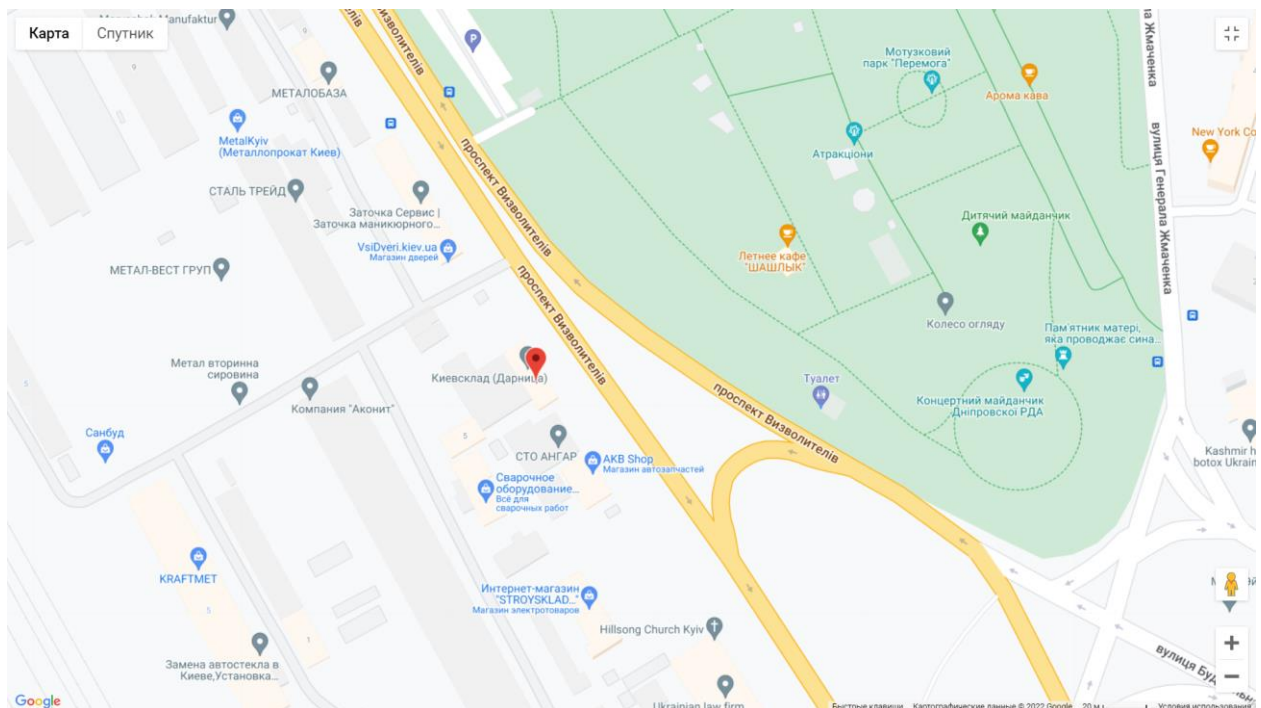 Карта
Спутник
Manufaktur
МЕТАЛОБАЗА
MetalKyiv
(Металлопрокат Киев)
СТАЛЬ ТРЕЙД
Заточка Сервис |
Заточка маникюрного...
VsiDveri.kiev.ua
Магазин дверей
МЕТАЛ-ВЕСТ ГРУП
Метал вторинна
сировина
Компания "Аконит"
Санбуд
Киевсклад (Дарница)
СТО АНГАР
AKB Shop
Магазин автозапчастей
Сварочное
оборудование...
Всё для
сварочных работ
KRAFTMET
Интернет-магазин
"STROYSKLAD..."
Магазин электротоваров
Hillsong Church Kyiv
Замена автостекла в
Киеве,Установка...
Ukrainian law firm
проспект Визволителів
проспект Визволителів
проспект Визволителів
P
Мотузковий
парк "Перемога"
Арома кава
Атракціони
Летнее кафе
"ШАШЛЫК"
Дитячий майданчик
Колесо огляду
Пам'ятник матері,
яка проводжає сина...
Туалет
Концертний майданчик
Дніпровскої РДА
вулиця Генерала Жмаченка
New York Co
Kashmir h
botox Ukrain
вулиця
Google
Быстрые клавиши
Картографические данные © 2022 Google
20 м
Условия использования